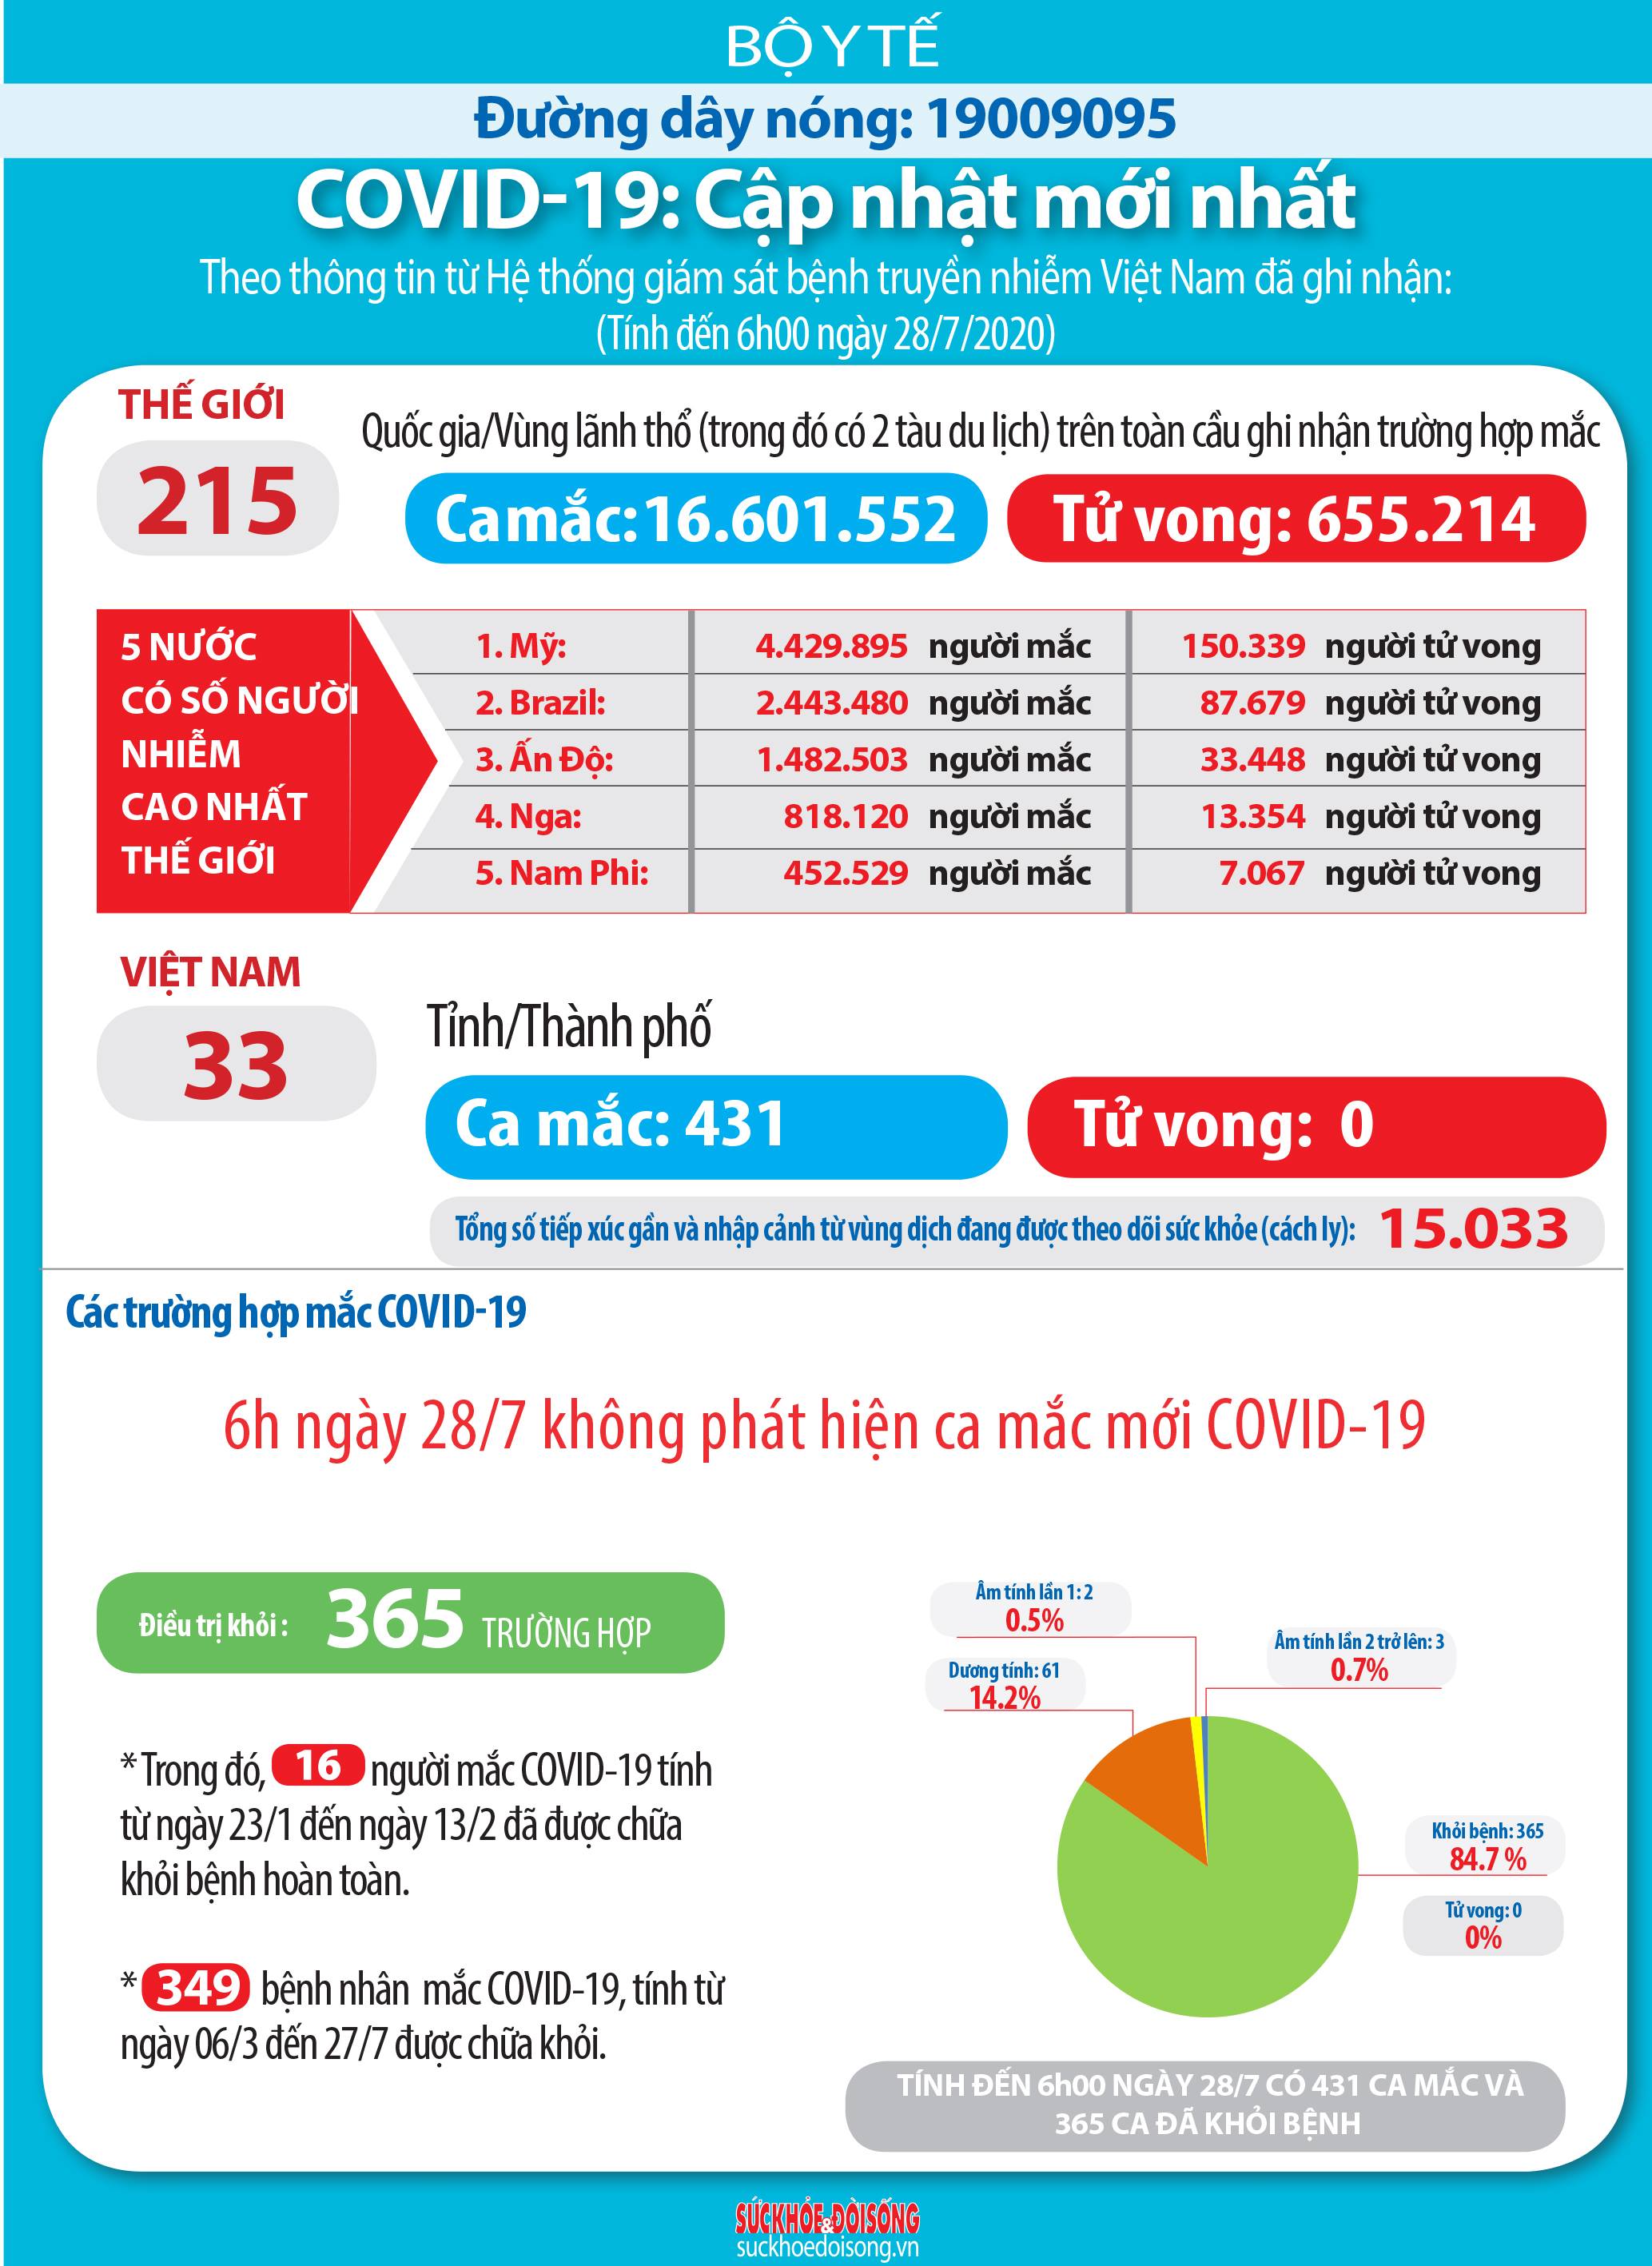 BỘ Y TẾ
Đường dây nóng: 19009095
COVID-19: Cập nhật mới nhất
Theo thông tin từ Hệ thống giám sát bệnh truyền nhiễm Việt Nam đã ghi nhận:
(Tính đến 6h00 ngày 28/7/2020)
THẾ GIỚI
215
Quốc gia/Vùng lãnh thổ (trong đó có 2 tàu du lịch) trên toàn cầu ghi nhận trường hợp mắc
Ca mắc: 16.601.552
Tử vong: 655.214
5 NƯỚC
CÓ SỐ NGƯỜI
NHIỄM
CAO NHẤT
THẾ GIỚI
1. Mỹ: 4.429.895 người mắc 150.339 người tử vong
2. Brazil: 2.443.480 người mắc 87.679 người tử vong
3. Ấn Độ: 1.482.503 người mắc 33.448 người tử vong
4. Nga: 818.120 người mắc 13.354 người tử vong
5. Nam Phi: 452.529 người mắc 7.067 người tử vong
VIỆT NAM
33
Tỉnh/Thành phố
Ca mắc: 431
Tử vong: 0
Tổng số tiếp xúc gần và nhập cảnh từ vùng dịch đang được theo dõi sức khỏe (cách ly): 15.033
Các trường hợp mắc COVID-19
6h ngày 28/7 không phát hiện ca mắc mới COVID-19
Điều trị khỏi : 365 TRƯỜNG HỢP
* Trong đó, 16 người mắc COVID-19 tính
từ ngày 23/1 đến ngày 13/2 đã được chữa
khỏi bệnh hoàn toàn.
* 349 bệnh nhân mắc COVID-19, tính từ
ngày 06/3 đến 27/7 được chữa khỏi.
Âm tính lần 1: 2
0.5%
Âm tính lần 2 trở lên: 3
0.7%
Dương tính: 61
14.2%
Khỏi bệnh: 365
84.7 %
Tử vong: 0
0%
TÍNH ĐẾN 6h00 NGÀY 28/7 CÓ 431 CA MẮC VÀ
365 CA ĐÃ KHỎI BỆNH
SỨC KHỎE & ĐỜI SỐNG
suckhoedoisong.vn